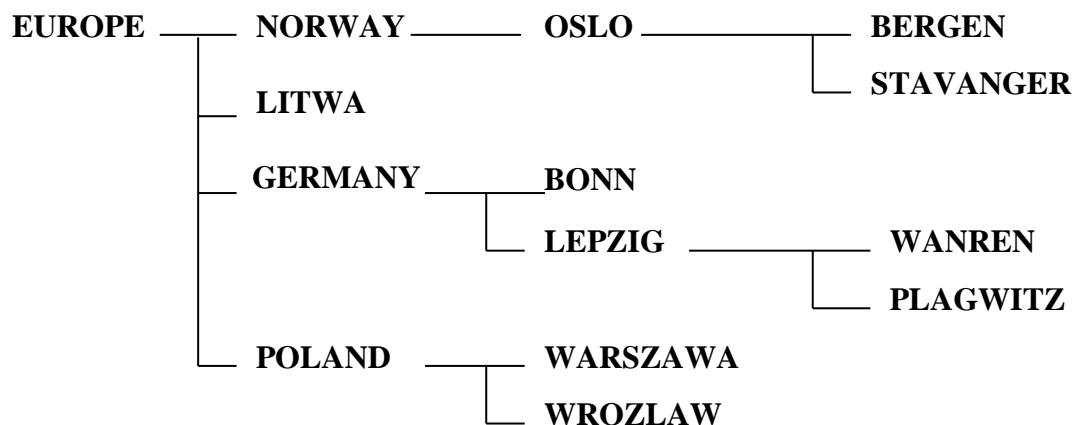 EUROPE NORWAY OSLO BERGEN
STAVANGER
LITWA
GERMANY BONN
LEPZIG WANREN
PLAGWITZ
POLAND WARSZAWA
WROZLAW